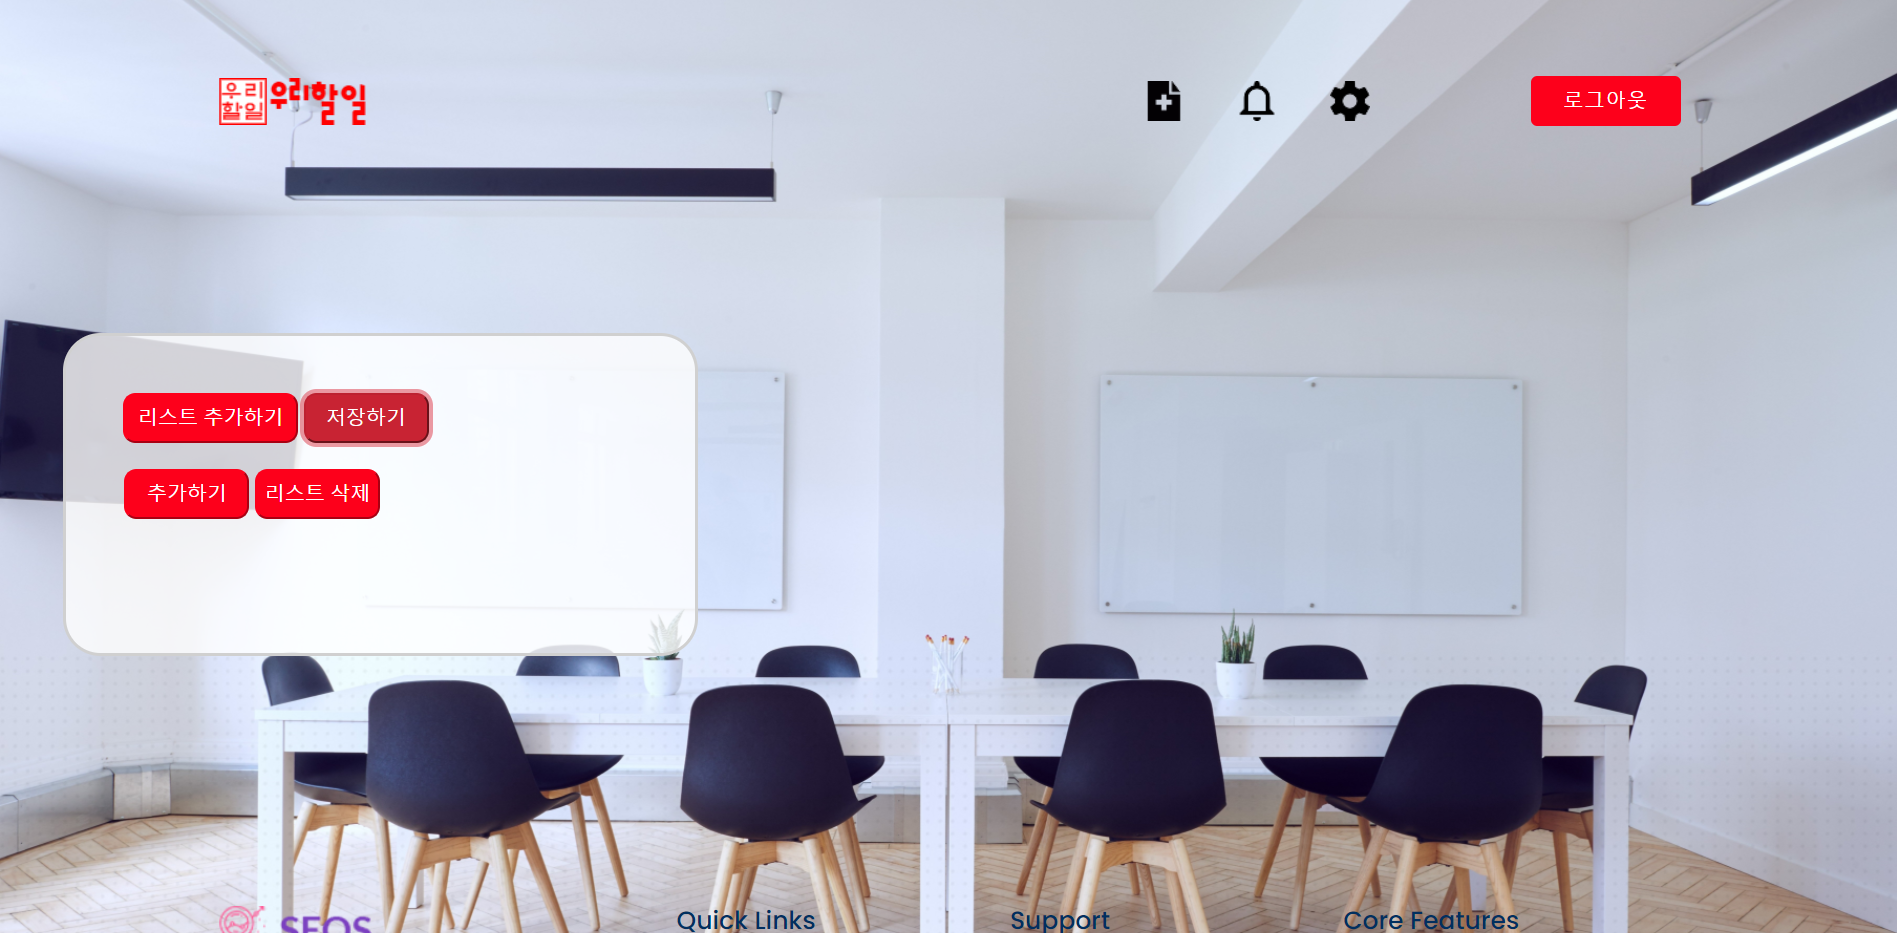 우리
할일
우리할일
로그아웃
리스트 추가하기
저장하기
추가하기
리스트 삭제
SEOS
Quick Links
Support
Core Features